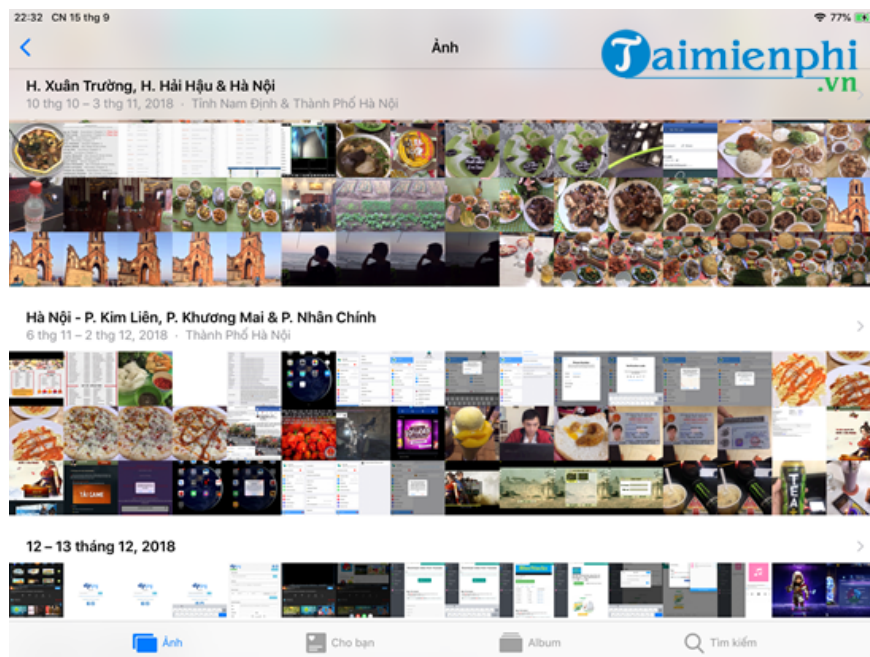 22:32 CN 15 thg 9
77%
Ảnh
Taimienphi
.vn
H. Xuân Trường, H. Hải Hậu & Hà Nội
10 thg 10 – 3 thg 11, 2018 · Tỉnh Nam Định & Thành Phố Hà Nội
Hà Nội - P. Kim Liên, P. Khương Mai & P. Nhân Chính
6 thg 11 – 2 thg 12, 2018 · Thành Phố Hà Nội
TẢI GAME
TEA
12 – 13 tháng 12, 2018
Ảnh
Cho bạn
Album
Tìm kiếm